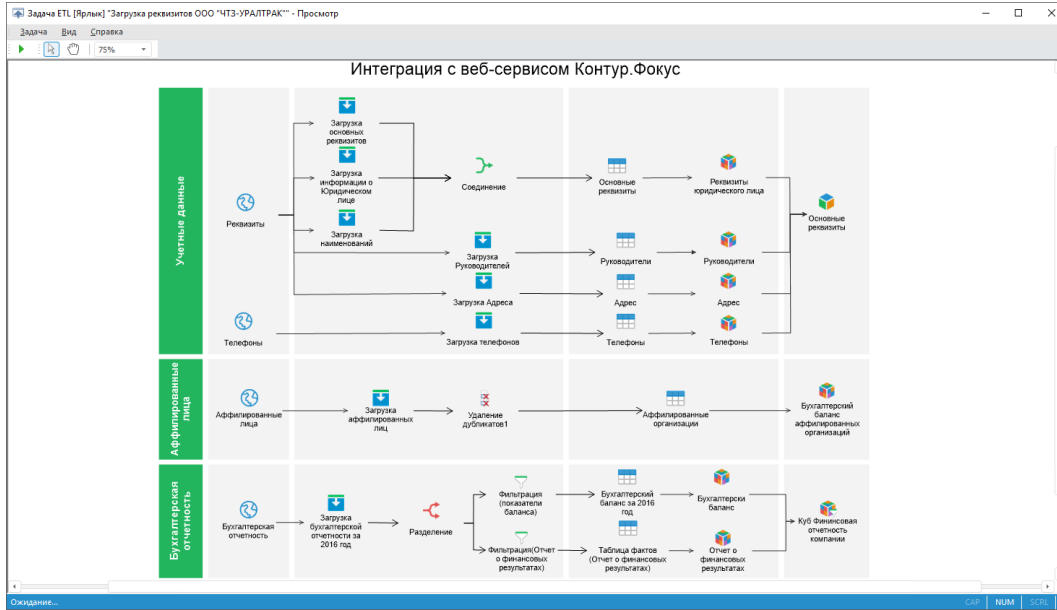 Задача ETL [Ярлык] "Загрузка реквизитов ООО "ЧТЗ-УРАЛТРАК"" - Просмотр
Задача Вид Справка
75%
Интеграция с веб-сервисом Контур.Фокус
Учетные данные
Реквизиты
Телефоны
Загрузка
основных
реквизитов
Загрузка
информации о
Юридическом
лице
Загрузка
наименований
Соединение
Загрузка
Руководителей
Загрузка Адреса
Загрузка телефонов
Основные
реквизиты
Руководители
Адрес
Телефоны
Реквизиты
юридического лица
Руководители
Адрес
Телефоны
Основные
реквизиты
Аффилированные
лица
Аффилированные
лица
Загрузка
аффилированных
лиц
Удаление
дубликатов1
Аффилированные
организации
Бухгалтерский
баланс
аффилированных
организаций
Бухгалтерская
отчетность
Бухгалтерская
отчетность
Загрузка
бухгалтерской
отчетности за
2016 год
Разделение
Фильтрация
(показатели
баланса)
Фильтрация(Отчет
о финансовых
результатах)
Бухгалтерский
баланс за 2016
год
Таблица фактов
(Отчет о финансовых
результатах)
Бухгалтерски
баланс
Отчет о
финансовых
результатах
Куб Фининсовая
отчетность
компании
Ожидание...
CAP NUM SCRL